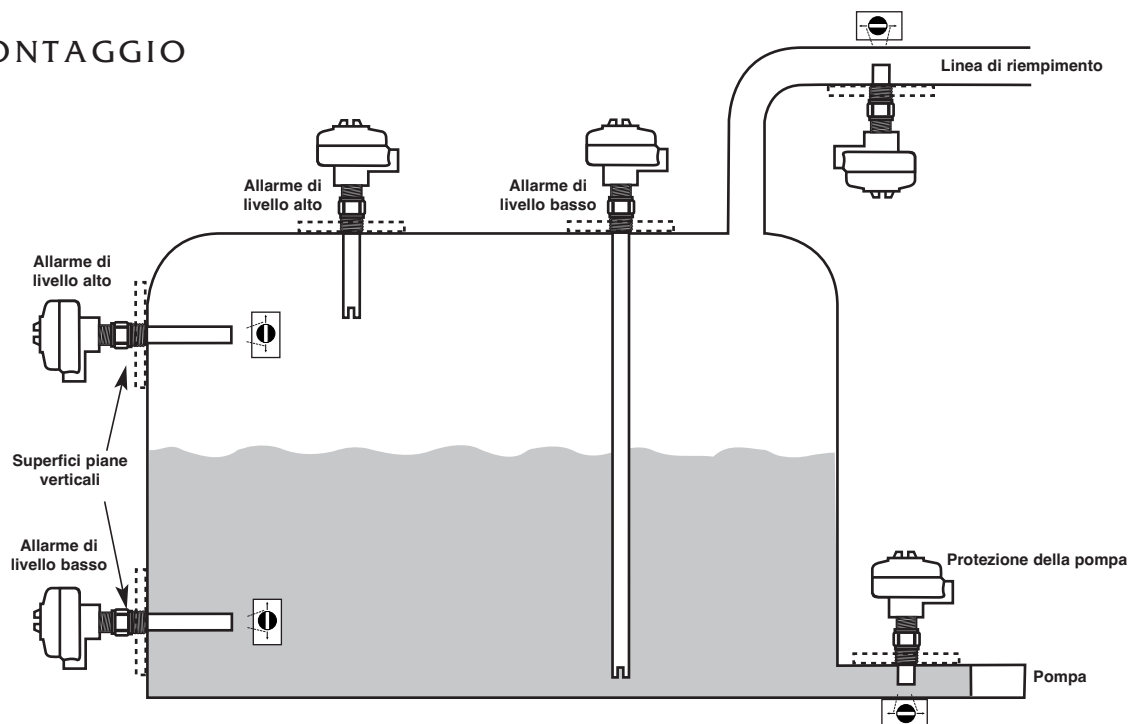 ONTAGGIO
Linea di riempimento
Allarme di
livello alto
Allarme di
livello basso
Allarme di
livello alto
Superfici piane
verticali
Allarme di
livello basso
Protezione della pompa
Pompa